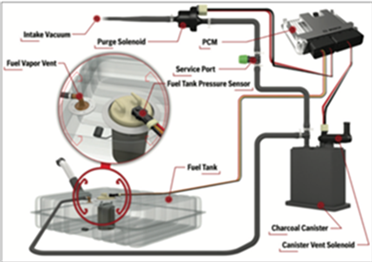 Intake Vacuum
Purge Solenoid
PCM
Fuel Vapor Vent
Service Port
Fuel Tank Pressure Sensor
Fuel Tank
Charcoal Canister
Canister Vent Solenoid